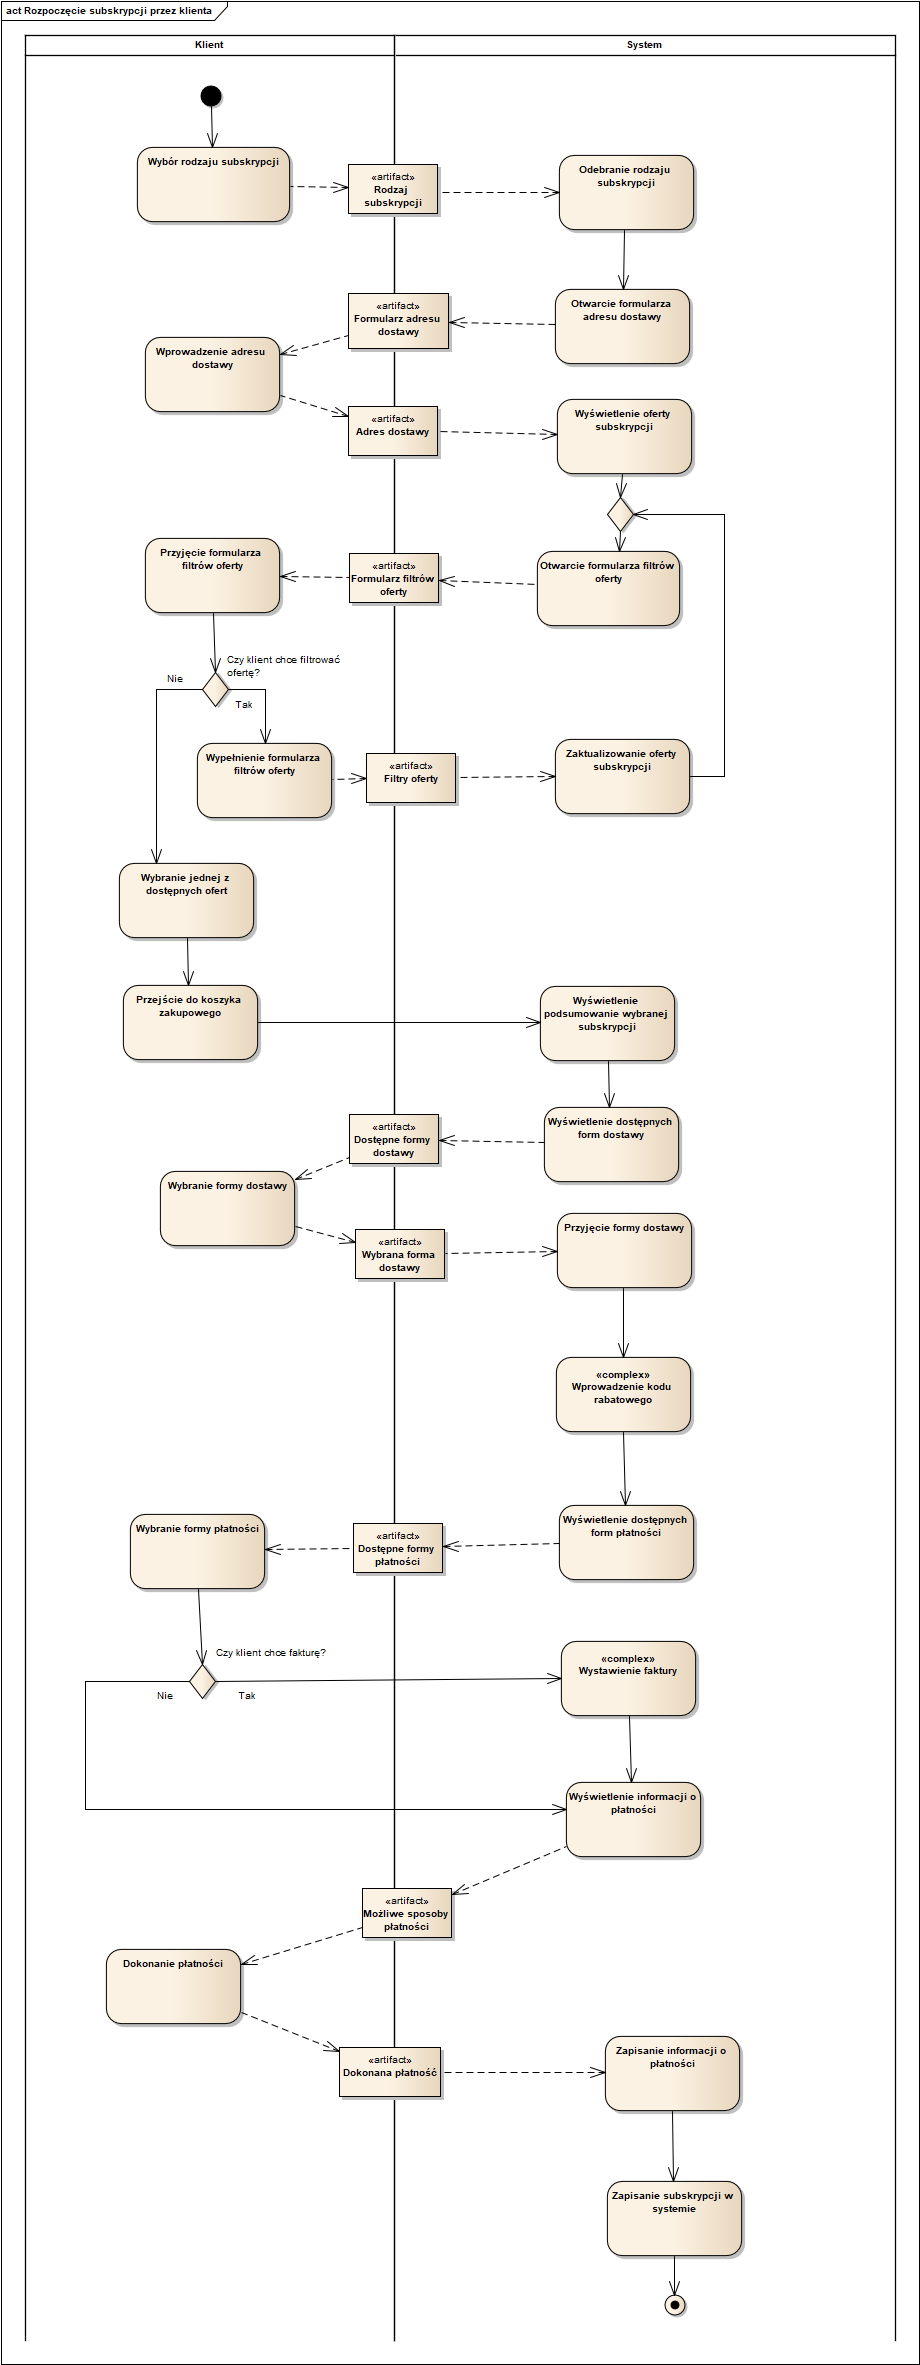 act Rozpoczęcie subskrypcji przez klienta
Klient
System
Wybór rodzaju subskrypcji
«artifact»
Rodzaj
subskrypcji
Odebranie rodzaju
subskrypcji
Otwarcie formularza
adresu dostawy
«artifact»
Formularz adresu
dostawy
Wprowadzenie adresu
dostawy
«artifact»
Adres dostawy
Wyświetlenie oferty
subskrypcji
Otwarcie formularza filtrów
oferty
«artifact»
Formularz filtrów
oferty
Przyjęcie formularza
filtrów oferty
Czy klient chce filtrować
ofertę?
Nie
Tak
Wypełnienie formularza
filtrów oferty
«artifact»
Filtry oferty
Zaktualizowanie oferty
subskrypcji
Wybranie jednej z
dostępnych ofert
Przejście do koszyka
zakupowego
Wyświetlenie
podsumowanie wybranej
subskrypcji
Wyświetlenie dostępnych
form dostawy
«artifact»
Dostępne formy
dostawy
Wybranie formy dostawy
«artifact»
Wybrana forma
dostawy
Przyjęcie formy dostawy
«complex»
Wprowadzenie kodu
rabatowego
Wyświetlenie dostępnych
form płatności
«artifact»
Dostępne formy
płatności
Wybranie formy płatności
Czy klient chce fakturę?
Nie
Tak
«complex»
Wystawienie faktury
Wyświetlenie informacji o
płatności
«artifact»
Możliwe sposoby
płatności
Dokonanie płatności
«artifact»
Dokonana płatność
Zapisanie informacji o
płatności
Zapisanie subskrypcji w
systemie